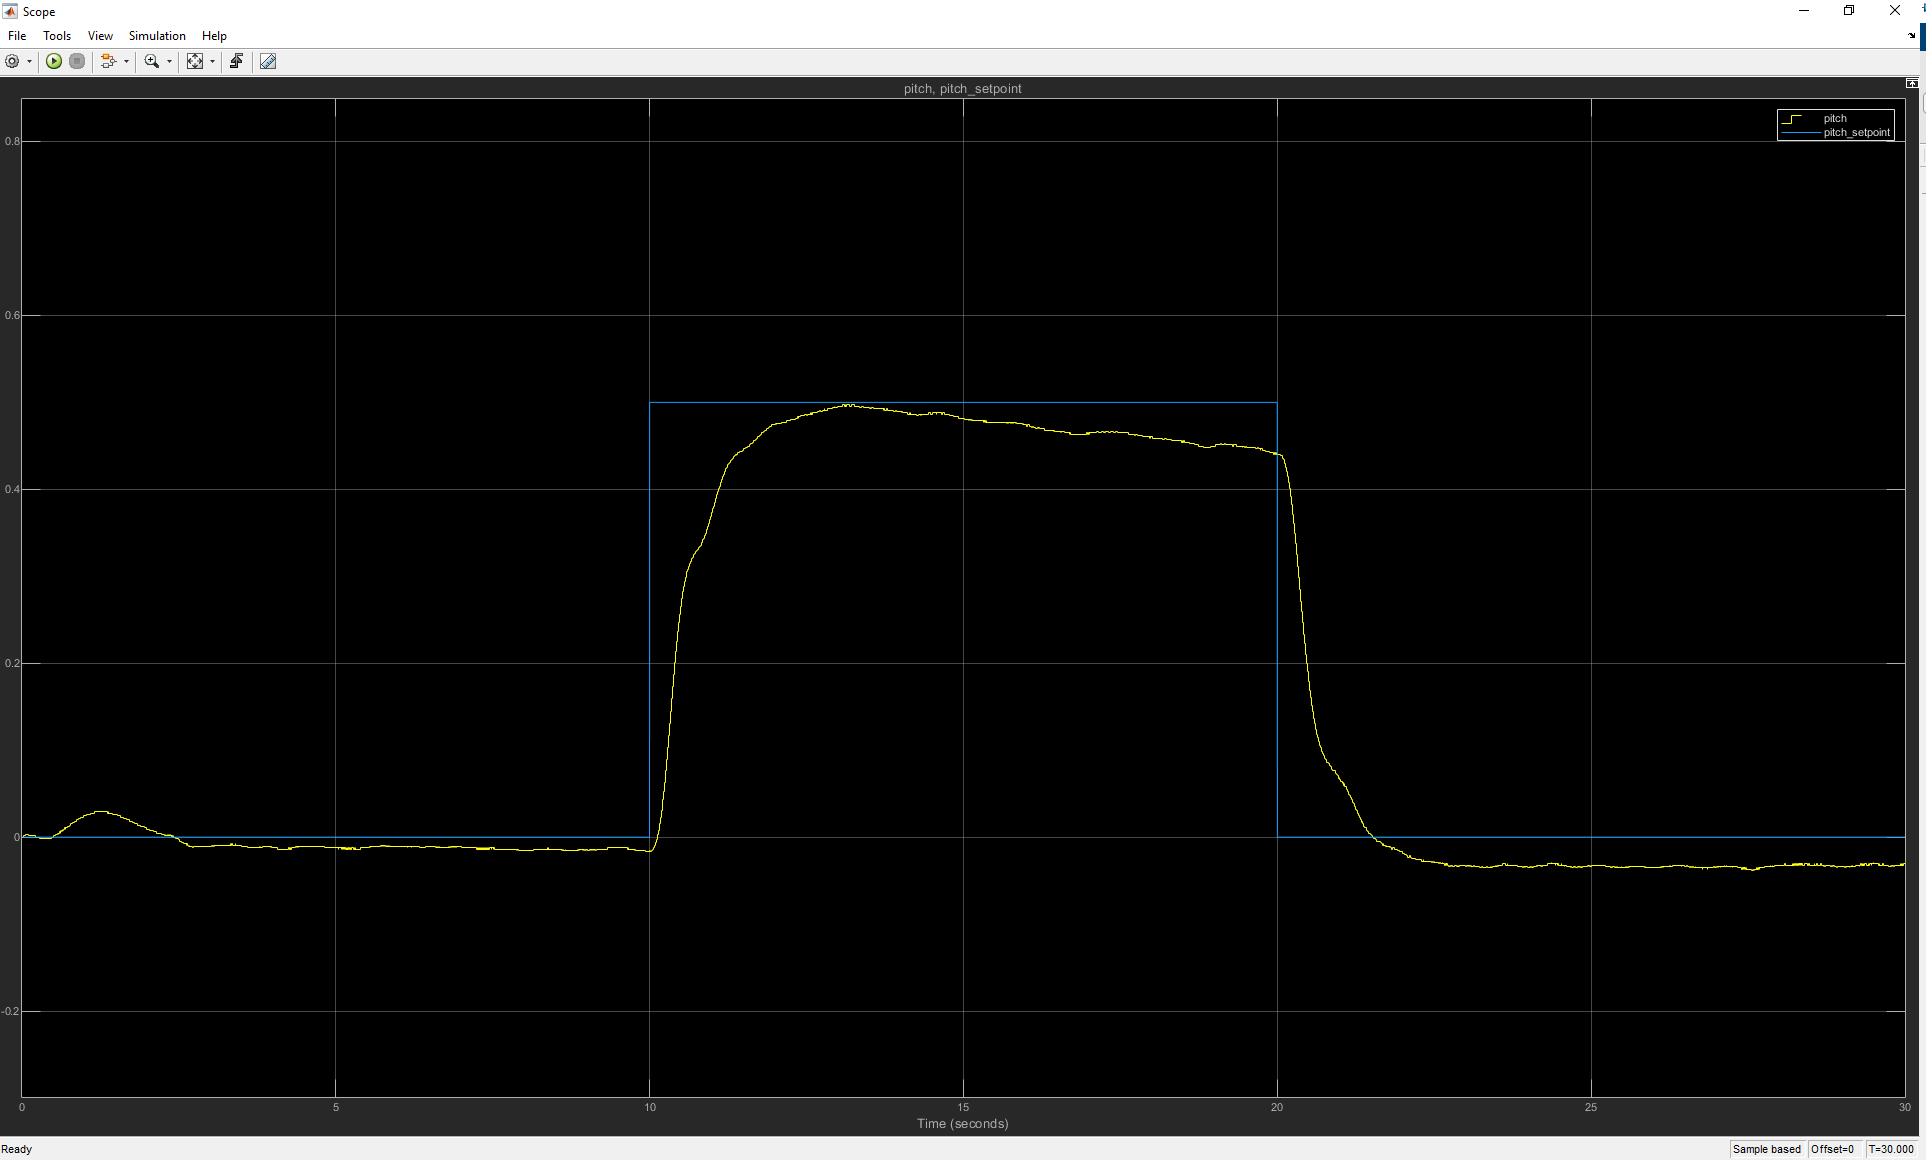 Scope
File Tools View Simulation Help
pitch, pitch_setpoint
pitch
pitch_setpoint
0.8
0.6
0.4
0.2
0
-0.2
0 5 10 15 20 25 30
Time (seconds)
Ready Sample based Offset=0 T=30.000